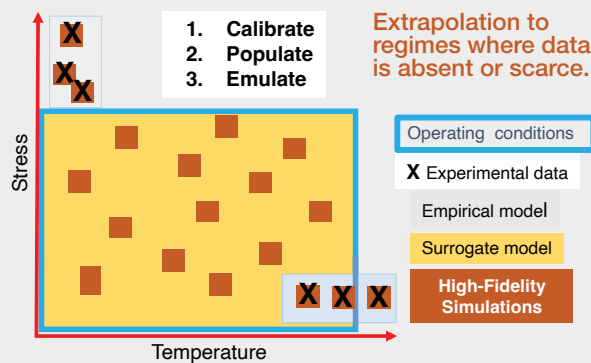 1. Calibrate
2. Populate
3. Emulate
Extrapolation to
regimes where data
is absent or scarce.
X
X
X
Stress
Operating conditions
X Experimental data
Empirical model
Surrogate model
High-Fidelity
Simulations
X X X
Temperature